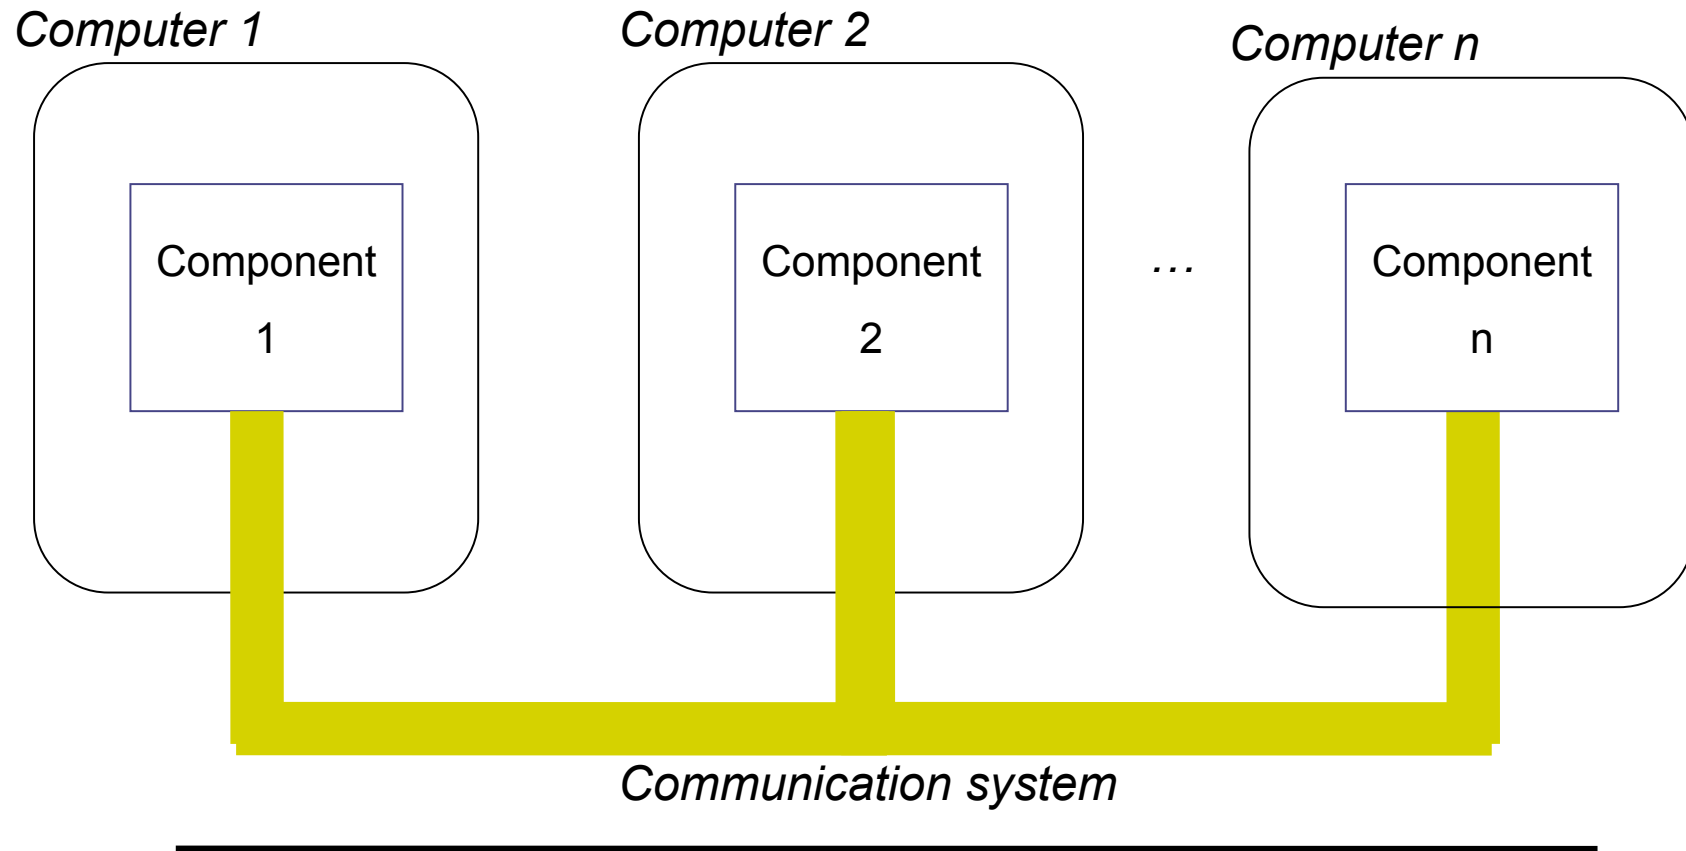 Computer 1
Computer 2
Computer n
Component
1
Component
2
...
Component
n
Communication system